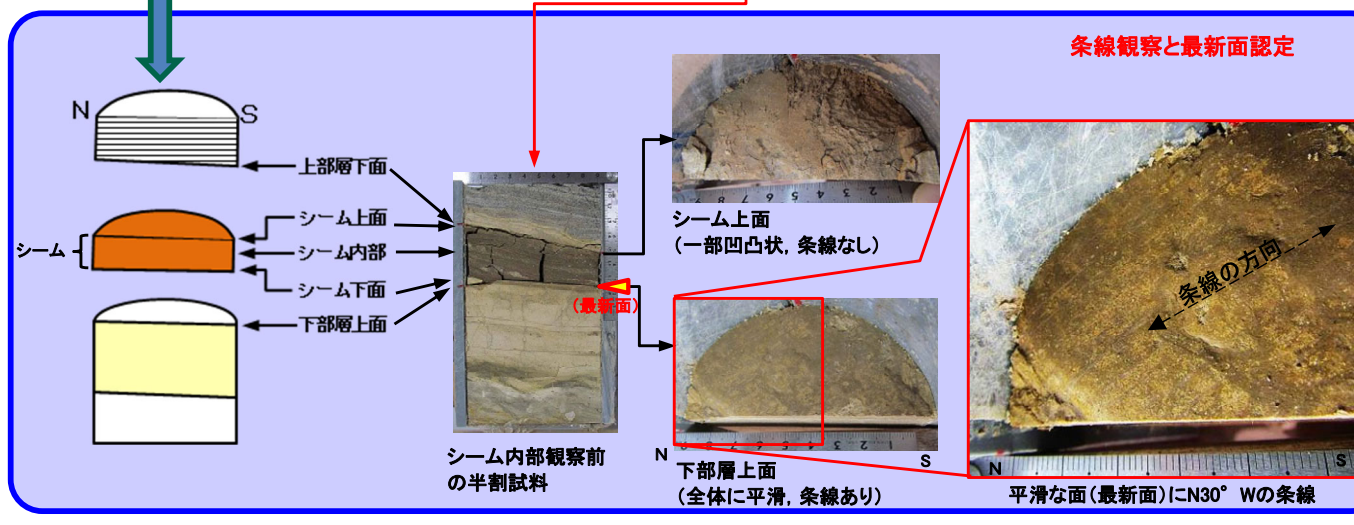 条線観察と最新面認定
N
S
上部層下面
シーム上面
シーム
シーム内部
シーム下面
下部層上面
(最新面)
シーム内部観察前
の半割試料
シーム上面
(一部凹凸状, 条線なし)
N
S
下部層上面
(全体に平滑, 条線あり)
条線の方向
N
S
平滑な面(最新面)にN30°Wの条線